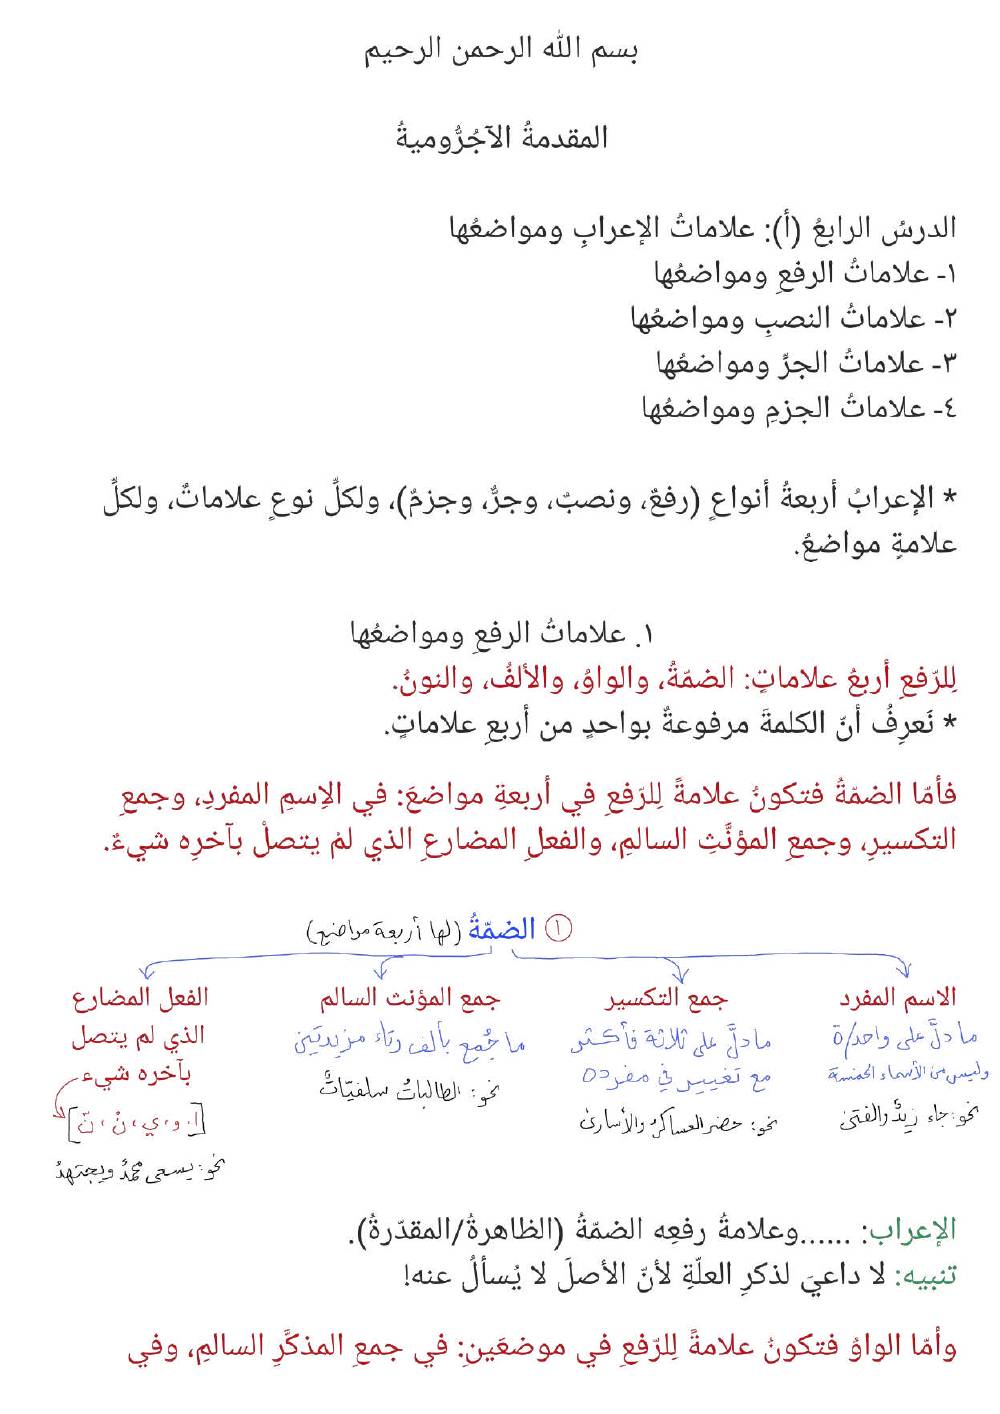 بسم الله الرحمن الرحيم
المقدمةُ الآجُرُّوميةُ
الدرسُ الرابعُ (أ): علاماتُ الإعرابِ ومواضعُها
١- علاماتُ الرفعِ ومواضعُها
٢- علاماتُ النصبِ ومواضعُها
٣- علاماتُ الجرِّ ومواضعُها
٤- علاماتُ الجزمِ ومواضعُها
* الإعرابُ أربعةُ أنواعٍ (رفعٌ، ونصبٌ، وجرٌّ، وجزمٌ)، ولكلِّ نوعٍ علاماتٌ، ولكلِّ
علامةٍ مواضعُ.
١. علاماتُ الرفعِ ومواضعُها
لِلرّفعِ أربعُ علاماتٍ: الضمّةُ، والواوُ، والألفُ، والنونُ.
* نَعرِفُ أنّ الكلمةَ مرفوعةٌ بواحدٍ من أربعِ علاماتٍ.
فأمّا الضمّةُ فتكونُ علامةً لِلرّفعِ في أربعةِ مواضعَ: في الاِسمِ المفردِ، وجمعِ
التكسيرِ، وجمعِ المؤنَّثِ السالمِ، والفعلِ المضارعِ الذي لمْ يتصلْ بآخرِه شيءٌ.
١ الضمّةُ (لها أربعة مواضع)
الاسم المفرد
ما دلَّ على واحد/ة
وليس من الأسماء الخمسة
نحو: جاء زيدٌ والفتى
جمع التكسير
ما دلَّ على ثلاثة فأكثر
مع تغيير في مفرده
نحو: حضر العساكرُ والأسارى
جمع المؤنث السالم
ما جُمِع بألف وتاء مزيدتَين
نحو: الطالباتُ سلفيّاتٌ
الفعل المضارع
الذي لم يتصل
بآخره شيء
[ا، و، ي، نْ، نّ]
نحو: يسعى محمدٌ ويجتهدُ
الإعراب: ......وعلامةُ رفعِه الضمّةُ (الظاهرةُ/المقدّرةُ).
تنبيه: لا داعيَ لذكرِ العلّةِ لأنّ الأصلَ لا يُسألُ عنه!
وأمّا الواوُ فتكونُ علامةً لِلرّفعِ في موضعَينِ: في جمعِ المذكَّرِ السالمِ، وفي